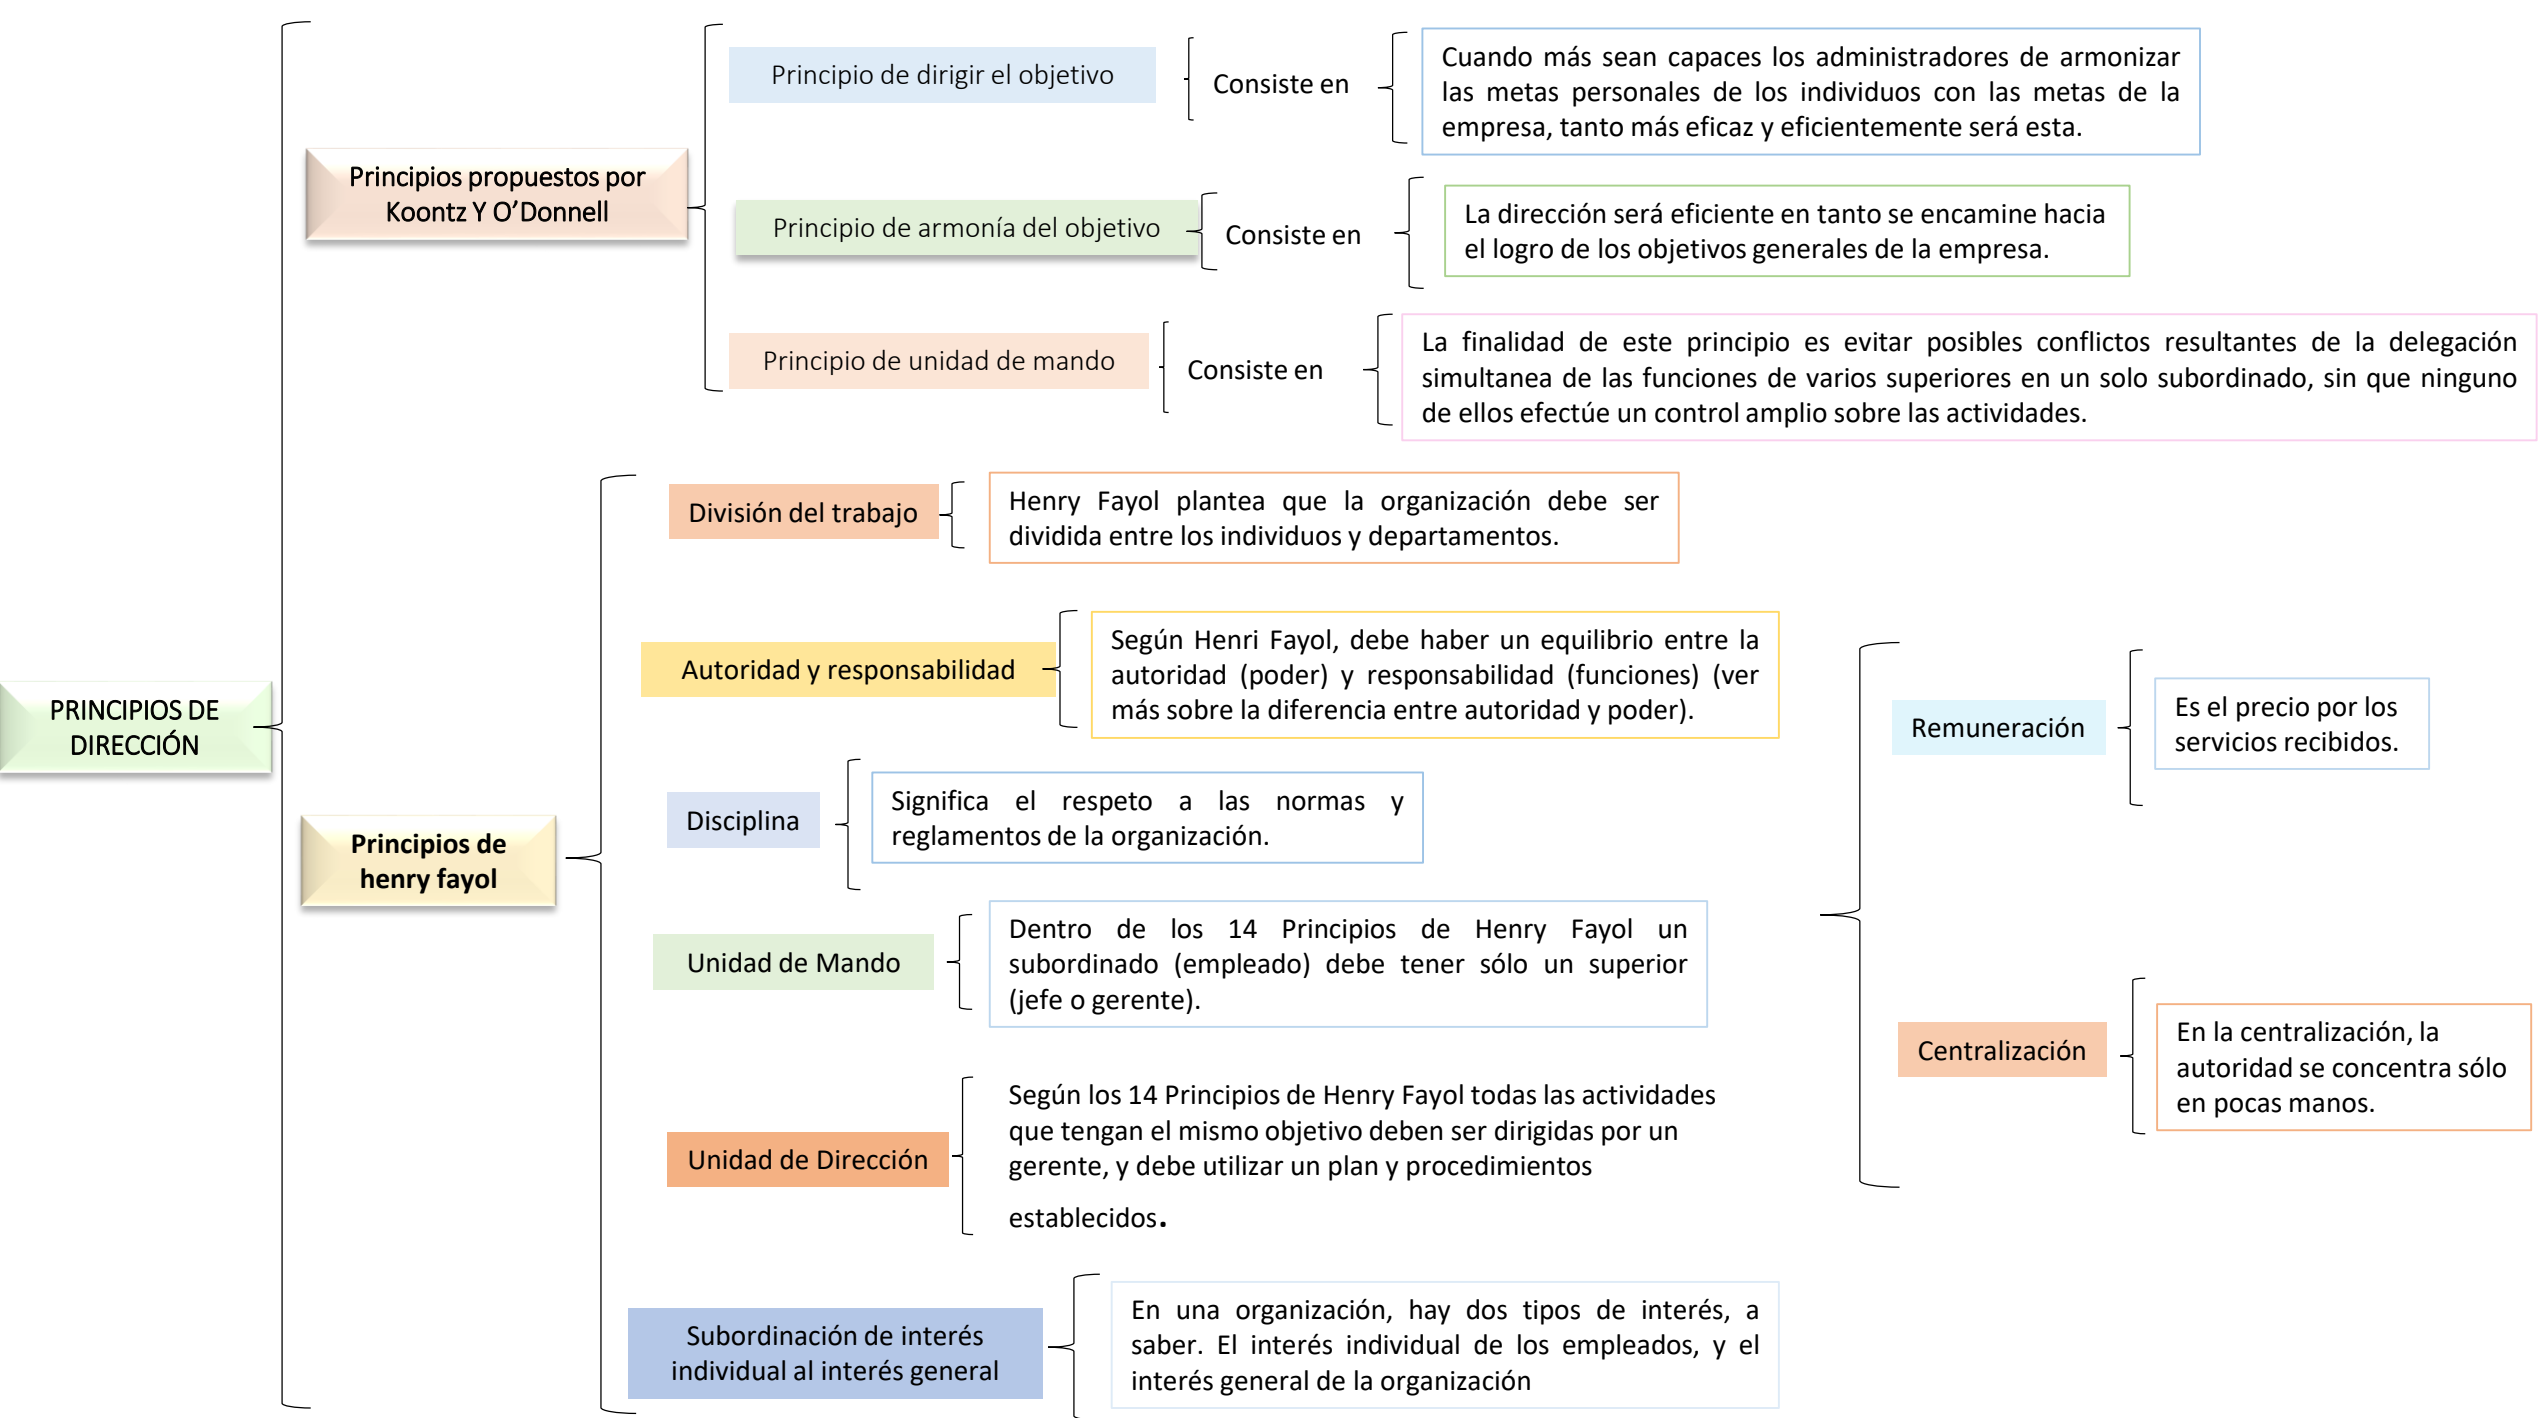 PRINCIPIOS DE
DIRECCIÓN
Principios propuestos por
Koontz Y O’Donnell
Principio de dirigir el objetivo
Consiste en
Cuando más sean capaces los administradores de armonizar
las metas personales de los individuos con las metas de la
empresa, tanto más eficaz y eficientemente será esta.
Principio de armonía del objetivo
Consiste en
La dirección será eficiente en tanto se encamine hacia
el logro de los objetivos generales de la empresa.
Principio de unidad de mando
Consiste en
La finalidad de este principio es evitar posibles conflictos resultantes de la delegación
simultanea de las funciones de varios superiores en un solo subordinado, sin que ninguno
de ellos efectúe un control amplio sobre las actividades.
Principios de
henry fayol
División del trabajo
Henry Fayol plantea que la organización debe ser
dividida entre los individuos y departamentos.
Autoridad y responsabilidad
Según Henri Fayol, debe haber un equilibrio entre la
autoridad (poder) y responsabilidad (funciones) (ver
más sobre la diferencia entre autoridad y poder).
Disciplina
Significa el respeto a las normas y
reglamentos de la organización.
Unidad de Mando
Dentro de los 14 Principios de Henry Fayol un
subordinado (empleado) debe tener sólo un superior
(jefe o gerente).
Unidad de Dirección
Según los 14 Principios de Henry Fayol todas las actividades
que tengan el mismo objetivo deben ser dirigidas por un
gerente, y debe utilizar un plan y procedimientos
establecidos.
Subordinación de interés
individual al interés general
En una organización, hay dos tipos de interés, a
saber. El interés individual de los empleados, y el
interés general de la organización
Remuneración
Es el precio por los
servicios recibidos.
Centralización
En la centralización, la
autoridad se concentra sólo
en pocas manos.